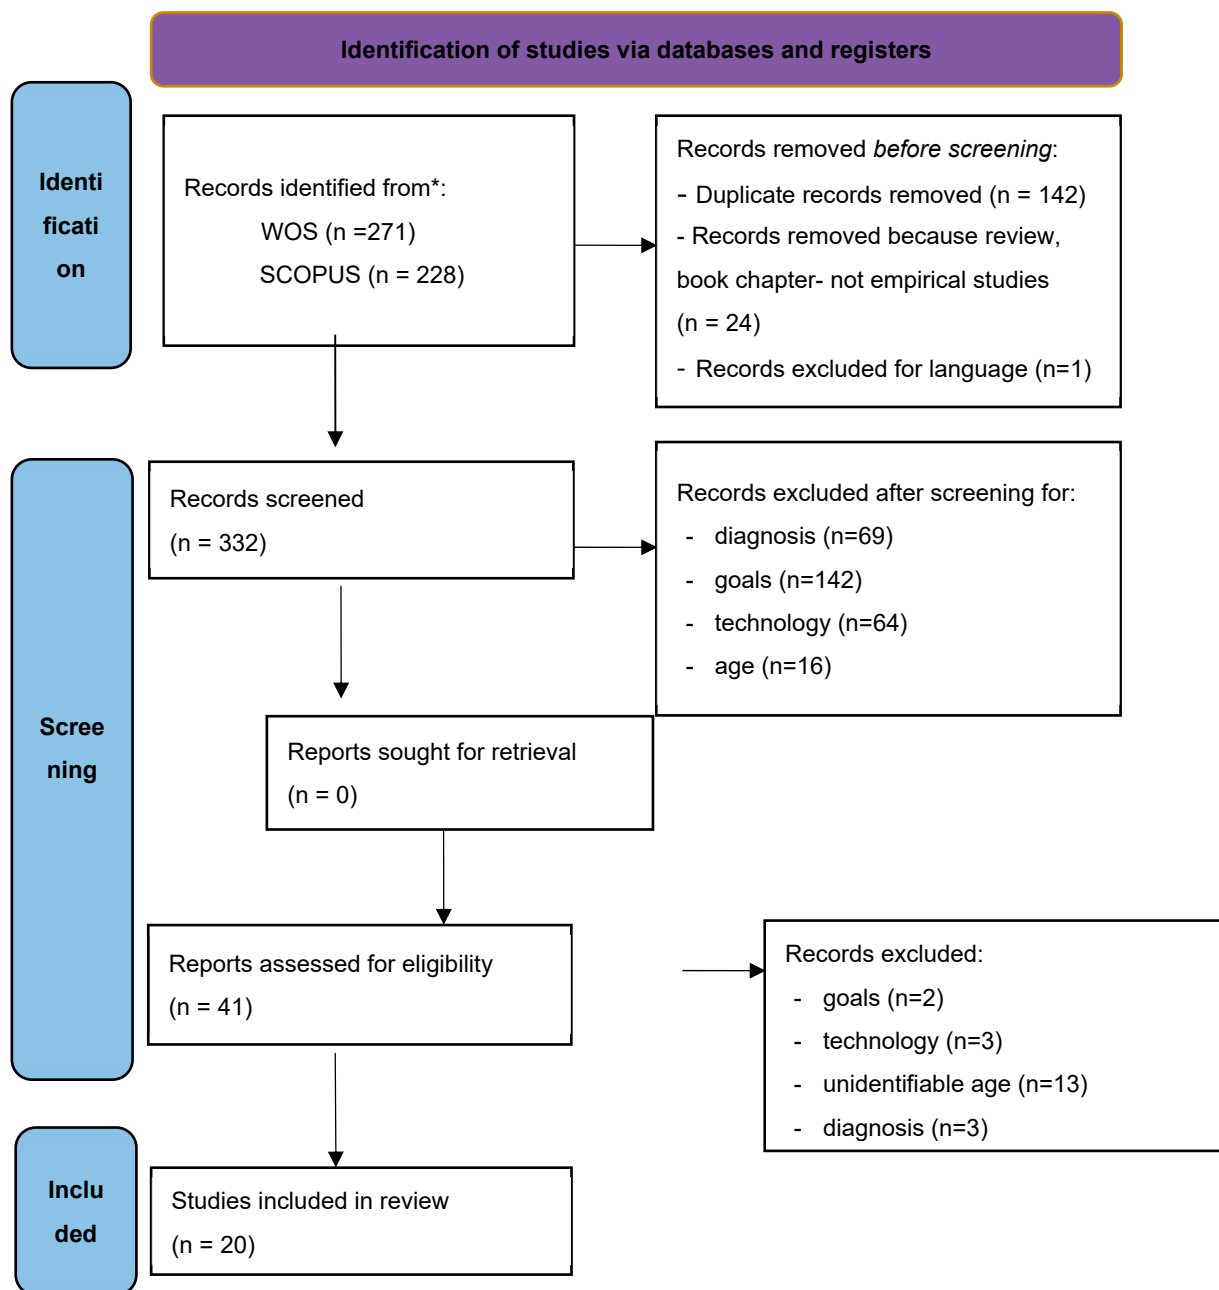 Identification of studies via databases and registers
Identi
ficati
on
Records identified from*:
WOS (n =271)
SCOPUS (n = 228)
Records removed before screening:
- Duplicate records removed (n = 142)
- Records removed because review,
book chapter- not empirical studies
(n = 24)
- Records excluded for language (n=1)
Scree
ning
Records screened
(n = 332)
Records excluded after screening for:
- diagnosis (n=69)
- goals (n=142)
- technology (n=64)
- age (n=16)
Reports sought for retrieval
(n = 0)
Reports assessed for eligibility
(n = 41)
Records excluded:
- goals (n=2)
- technology (n=3)
- unidentifiable age (n=13)
- diagnosis (n=3)
Inclu
ded
Studies included in review
(n = 20)